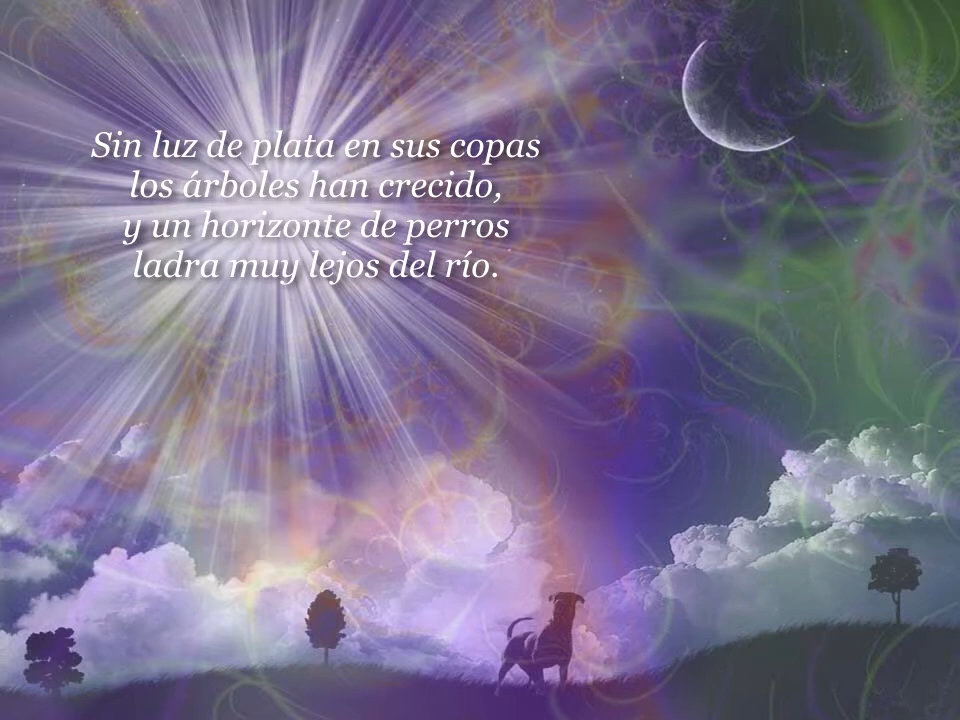 Sin luz de plata en sus copas
los árboles han crecido,
y un horizonte de perros
ladra muy lejos del río.